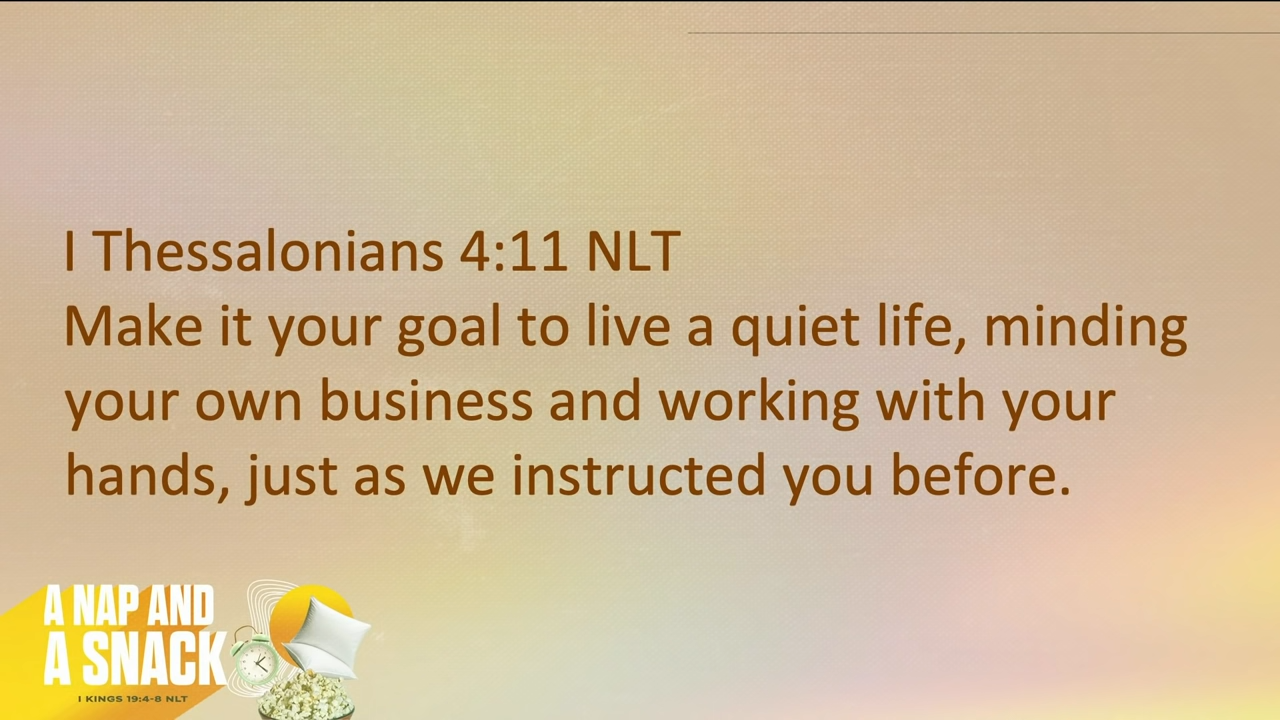 I Thessalonians 4:11 NLT
Make it your goal to live a quiet life, minding
your own business and working with your
hands, just as we instructed you before.
A NAP AND
A SNACK
I KINGS 19:4-8 NLT